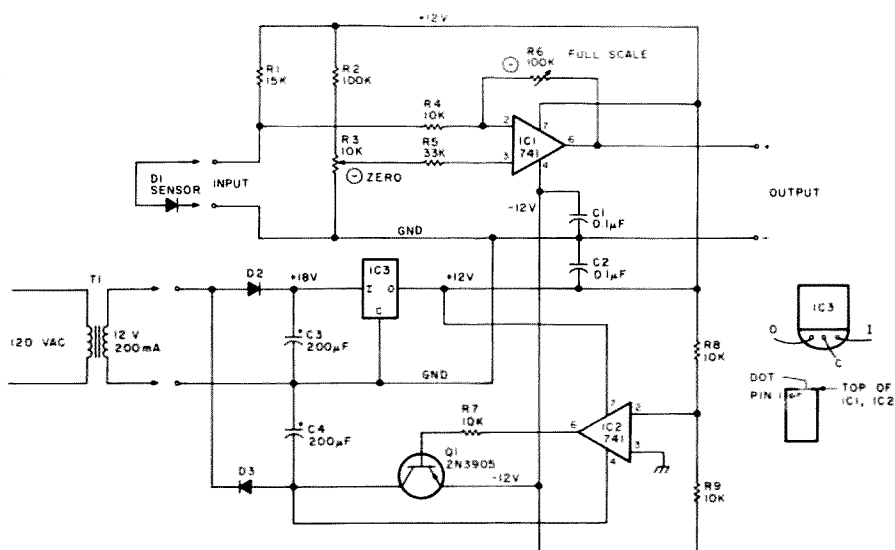 +12V
R1
15K
R2
100K
R6
100K
FULL SCALE
R4
10K
2
7
IC1
741
6
3
4
R3
10K
ZERO
R5
33K
+
D1
SENSOR
INPUT
-12V
C1
0.1µF
OUTPUT
GND
-
T1
D2
+18V
IC3
I
O
C
+12V
C2
0.1µF
120 VAC
12 V
200mA
C3
200µF
+
GND
R8
10K
IC3
O
I
C
DOT
PIN 1
TOP OF
IC1, IC2
C4
200µF
+
R7
10K
6
7
2
IC2
741
3
4
Q1
2N3905
D3
-12V
R9
10K